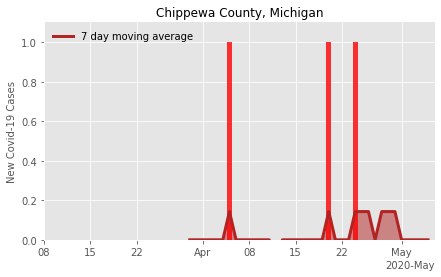 Chippewa County, Michigan
7 day moving average
New Covid-19 Cases
1.0
0.8
0.6
0.4
0.2
0.0
08 15 22 Apr 08 15 22 May
2020-May